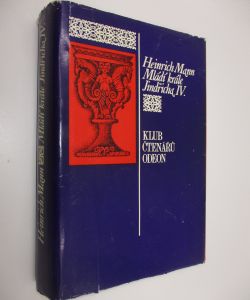 Heinrich Mann
Mládí krále
Jindřicha IV.
KLUB
ČTENÁŘŮ
ODEON
Heinrich Mann Mládí krále Jindřicha IV.